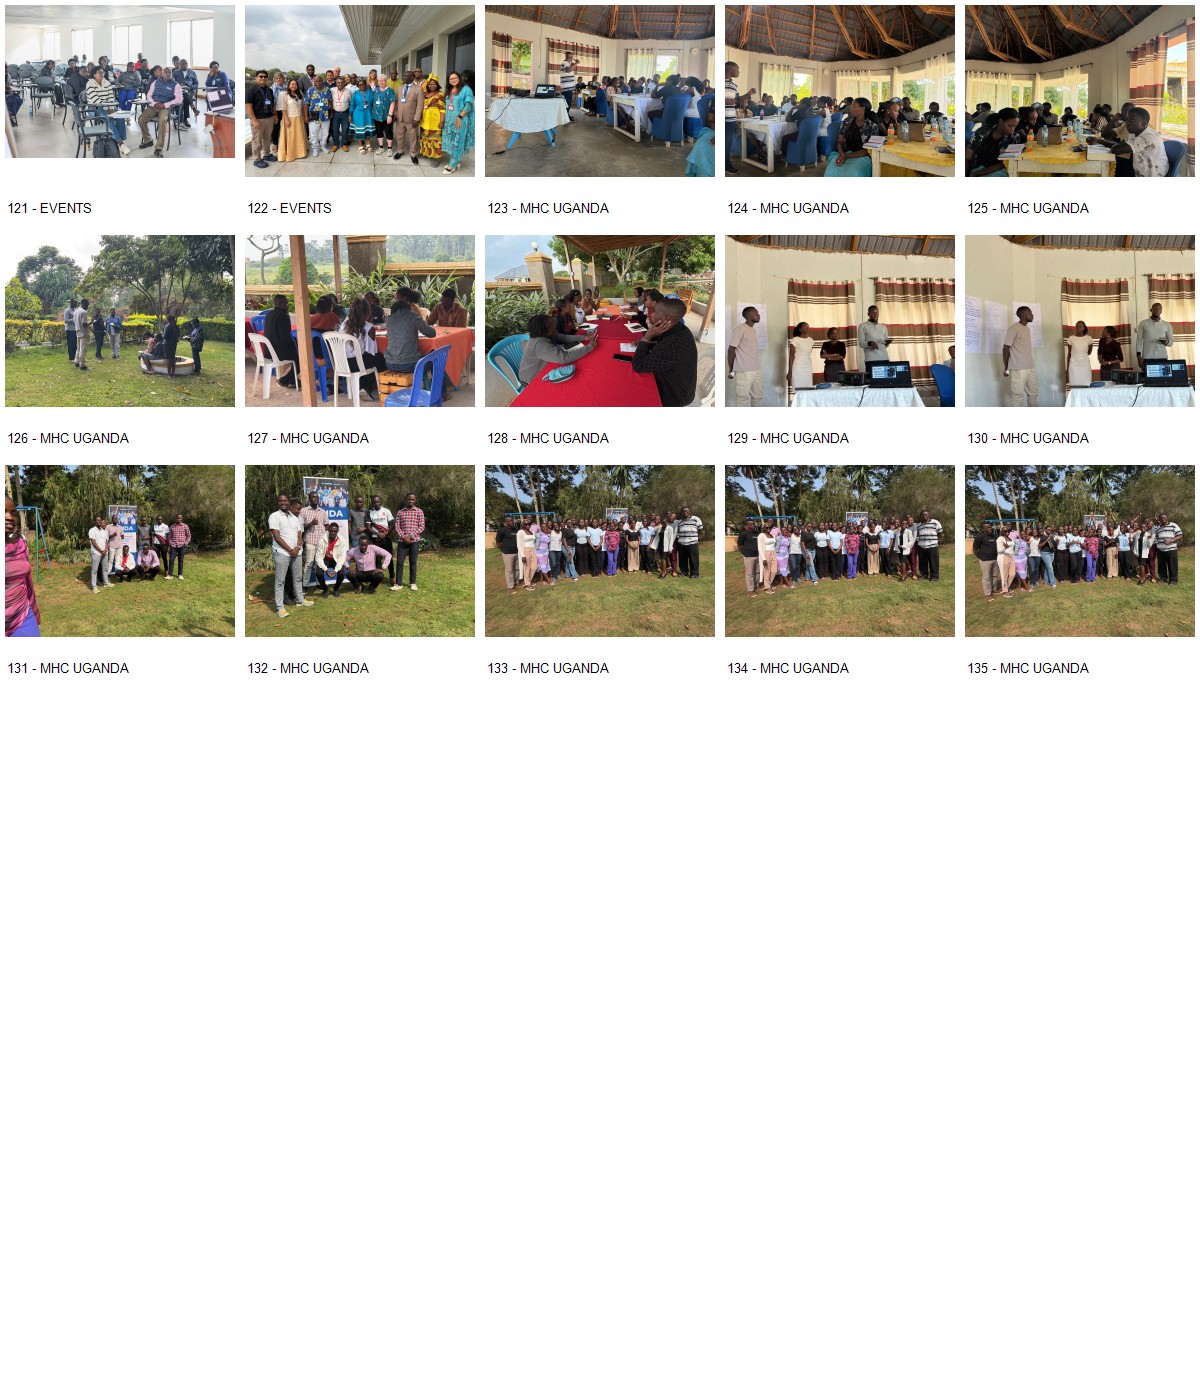 121 - EVENTS
122 - EVENTS
123 - MHC UGANDA
124 - MHC UGANDA
125 - MHC UGANDA
126 - MHC UGANDA
127 - MHC UGANDA
128 - MHC UGANDA
129 - MHC UGANDA
130 - MHC UGANDA
131 - MHC UGANDA
132 - MHC UGANDA
133 - MHC UGANDA
134 - MHC UGANDA
135 - MHC UGANDA